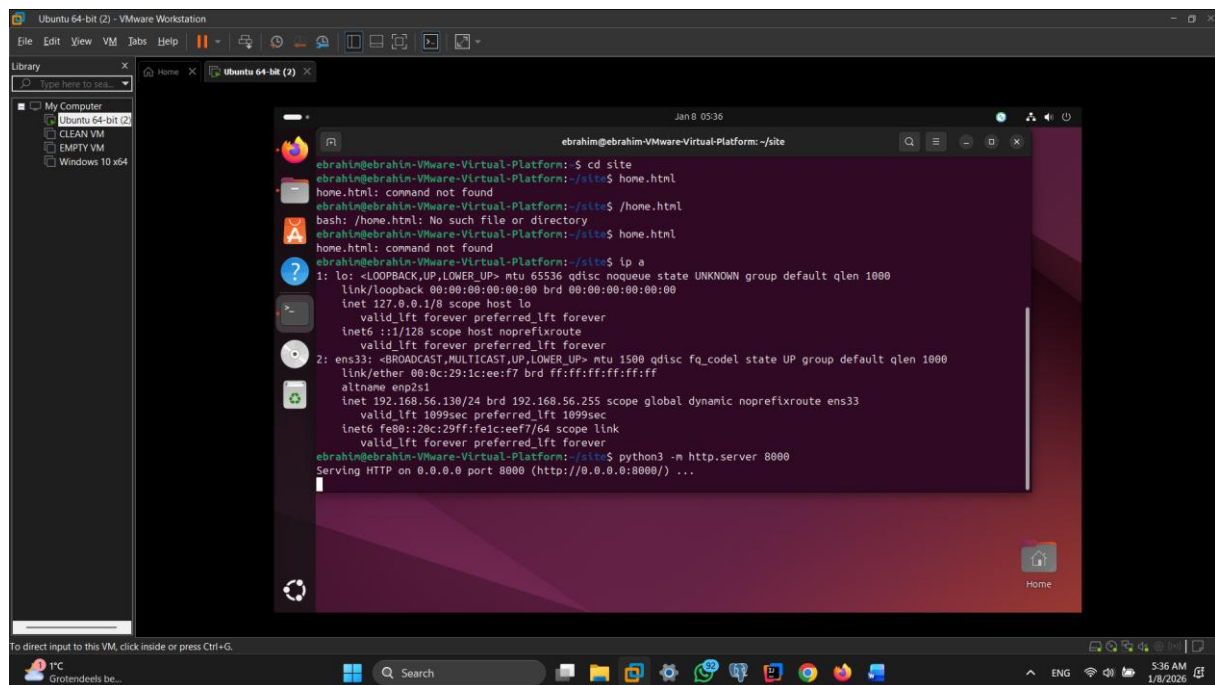 Ubuntu 64-bit (2) - VMware Workstation
File Edit View VM Tabs Help
Library
Type here to sea...
Home
Ubuntu 64-bit (2)
My Computer
Ubuntu 64-bit (2)
CLEAN VM
EMPTY VM
Windows 10 x64
Jan 8 05:36
ebrahim@ebrahim-VMware-Virtual-Platform: ~/site
ebrahim@ebrahim-VMware-Virtual-Platform:~$ cd site
ebrahim@ebrahim-VMware-Virtual-Platform:~/site$ home.html
home.html: command not found
ebrahim@ebrahim-VMware-Virtual-Platform:~/site$ /home.html
bash: /home.html: No such file or directory
ebrahim@ebrahim-VMware-Virtual-Platform:~/site$ home.html
home.html: command not found
ebrahim@ebrahim-VMware-Virtual-Platform:~/site$ ip a
1: lo: <LOOPBACK,UP,LOWER_UP> mtu 65536 qdisc noqueue state UNKNOWN group default qlen 1000
link/loopback 00:00:00:00:00:00 brd 00:00:00:00:00:00
inet 127.0.0.1/8 scope host lo
valid_lft forever preferred_lft forever
inet6 ::1/128 scope host noprefixroute
valid_lft forever preferred_lft forever
2: ens33: <BROADCAST,MULTICAST,UP,LOWER_UP> mtu 1500 qdisc fq_codel state UP group default qlen 1000
link/ether 00:0c:29:1c:ee:f7 brd ff:ff:ff:ff:ff:ff
altname enp2s1
inet 192.168.56.130/24 brd 192.168.56.255 scope global dynamic noprefixroute ens33
valid_lft 1099sec preferred_lft 1099sec
inet6 fe80::20c:29ff:fe1c:eef7/64 scope link
valid_lft forever preferred_lft forever
ebrahim@ebrahim-VMware-Virtual-Platform:~/site$ python3 -m http.server 8000
Serving HTTP on 0.0.0.0 port 8000 (http://0.0.0.0:8000/) ...
Home
To direct input to this VM, click inside or press Ctrl+G.
1
1°C
Grotendeels be...
Search
92
ENG
5:36 AM
1/8/2026